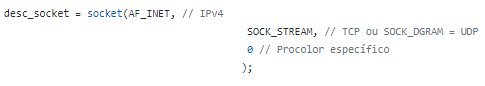 desc_socket = socket(AF_INET, // IPv4
SOCK_STREAM, // TCP ou SOCK_DGRAM = UDP
0 // Procolor específico
);